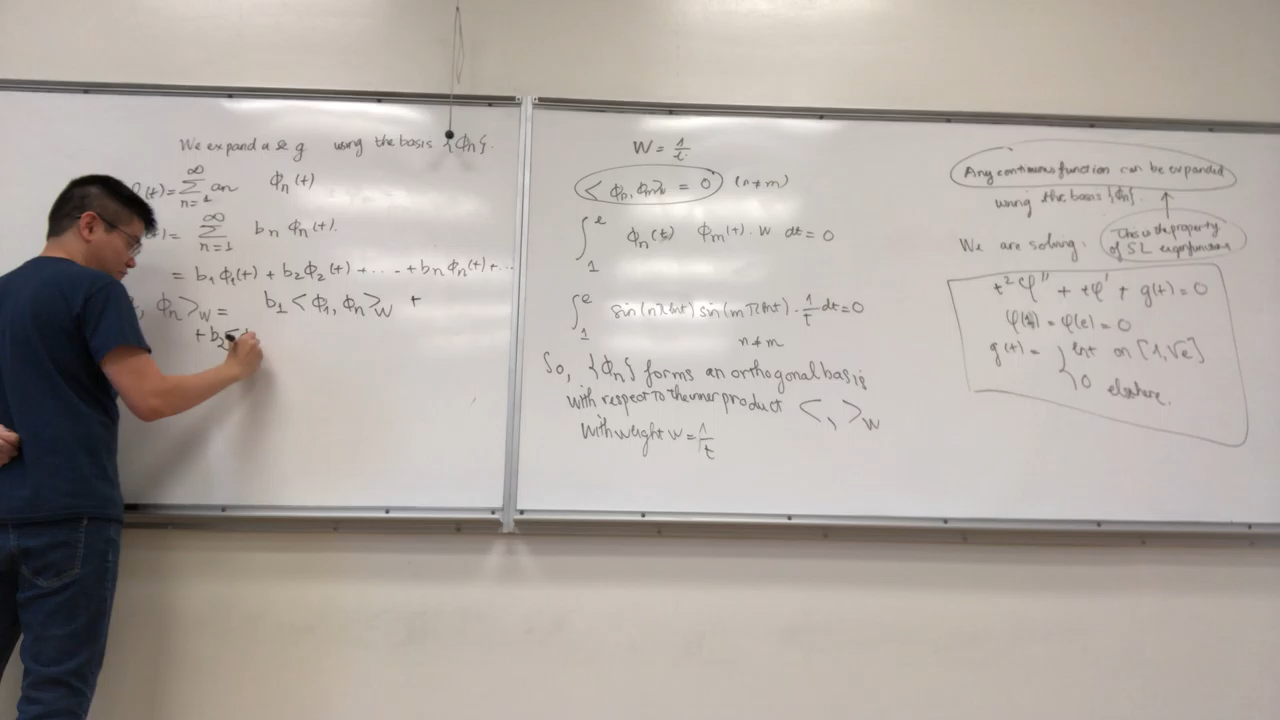 We expand a & g using the basis {ϕn}.
(t) = ∞∑n=1 an ϕn(t)
(t) = ∞∑n=1 bn ϕn(t).
= b1ϕ1(t) + b2ϕ2(t) + ... + bnϕn(t) + ...
, ϕn>w = b1<ϕ1, ϕn>w +
+ b2<
W = 1/t.
<ϕn, ϕm> = 0 (n≠m)
∫1^e ϕn(t) ϕm(t). W dt = 0
∫1^e sin(nπlnt) sin(mπlnt). 1/t dt = 0
n≠m
So, {ϕn} forms an orthogonal basis
with respect to the inner product < , >w
with weight w = 1/t
Any continuous function can be expanded
using the basis {ϕn}.
This is the property
We are solving:
of SL eigenfunctions
t²φ'' + tφ' + g(t) = 0
φ(1) = φ(e) = 0
g(t) = } lnt on [1, √e]
0 elsewhere.